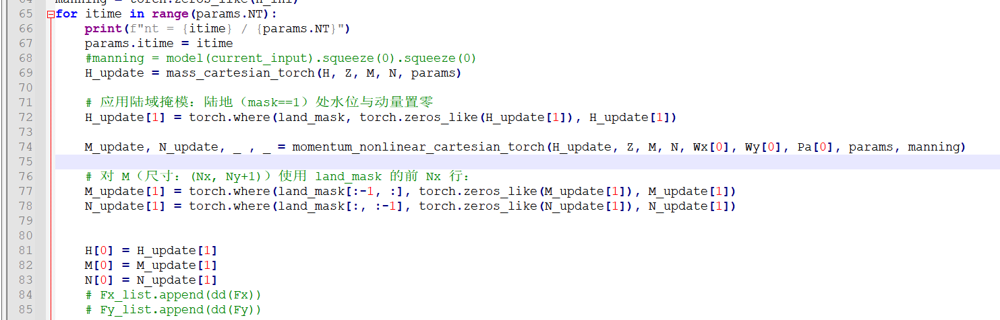 64 manning = torch.zeros_like(H_ini)
65 for itime in range(params.NT):
66     print(f"nt = {itime} / {params.NT}")
67     params.itime = itime
68     #manning = model(current_input).squeeze(0).squeeze(0)
69     H_update = mass_cartesian_torch(H, Z, M, N, params)
70
71     # 应用陆域掩模：陆地（mask==1）处水位与动量置零
72     H_update[1] = torch.where(land_mask, torch.zeros_like(H_update[1]), H_update[1])
73
74     M_update, N_update, _ , _ = momentum_nonlinear_cartesian_torch(H_update, Z, M, N, Wx[0], Wy[0], Pa[0], params, manning)
75
76     # 对 M（尺寸：(Nx, Ny+1)）使用 land_mask 的前 Nx 行：
77     M_update[1] = torch.where(land_mask[:-1, :], torch.zeros_like(M_update[1]), M_update[1])
78     N_update[1] = torch.where(land_mask[:, :-1], torch.zeros_like(N_update[1]), N_update[1])
79
80
81     H[0] = H_update[1]
82     M[0] = M_update[1]
83     N[0] = N_update[1]
84     # Fx_list.append(dd(Fx))
85     # Fy_list.append(dd(Fy))